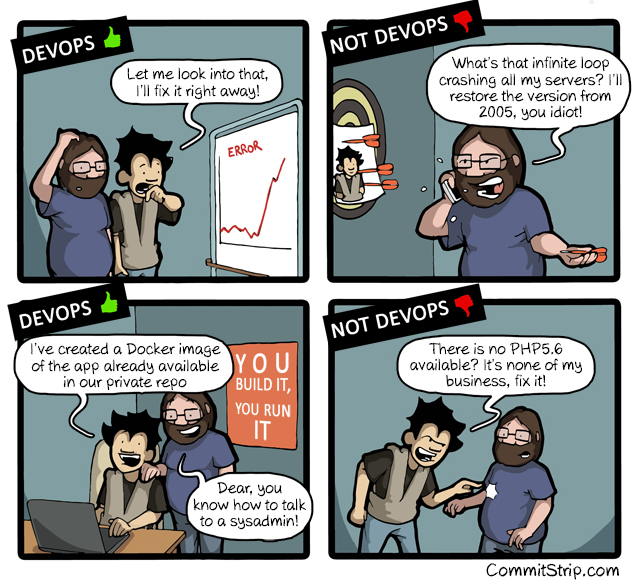 DEVOPS
Let me look into that,
I'll fix it right away!
ERROR
NOT DEVOPS
What's that infinite loop
crashing all my servers? I'll
restore the version from
2005, you idiot!
DEVOPS
I've created a Docker image
of the app already available
in our private repo
YOU
BUILD IT,
YOU RUN
IT
Dear, you
know how to talk
to a sysadmin!
NOT DEVOPS
There is no PHP5.6
available? It's none of my
business, fix it!
CommitStrip.com